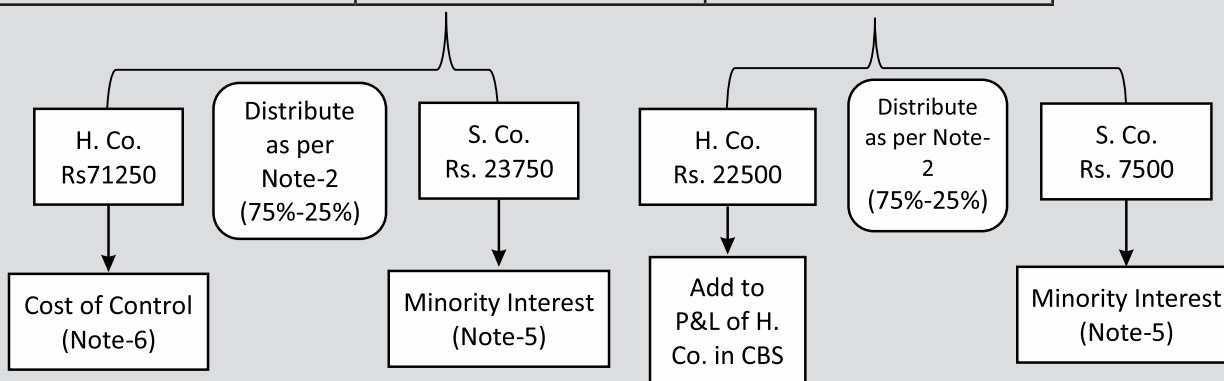 H. Co.
Rs71250
Distribute
as per
Note-2
(75%-25%)
S. Co.
Rs. 23750
H. Co.
Rs. 22500
Distribute
as per Note-
2
(75%-25%)
S. Co.
Rs. 7500
Cost of Control
(Note-6)
Minority Interest
(Note-5)
Add to
P&L of H.
Co. in CBS
Minority Interest
(Note-5)